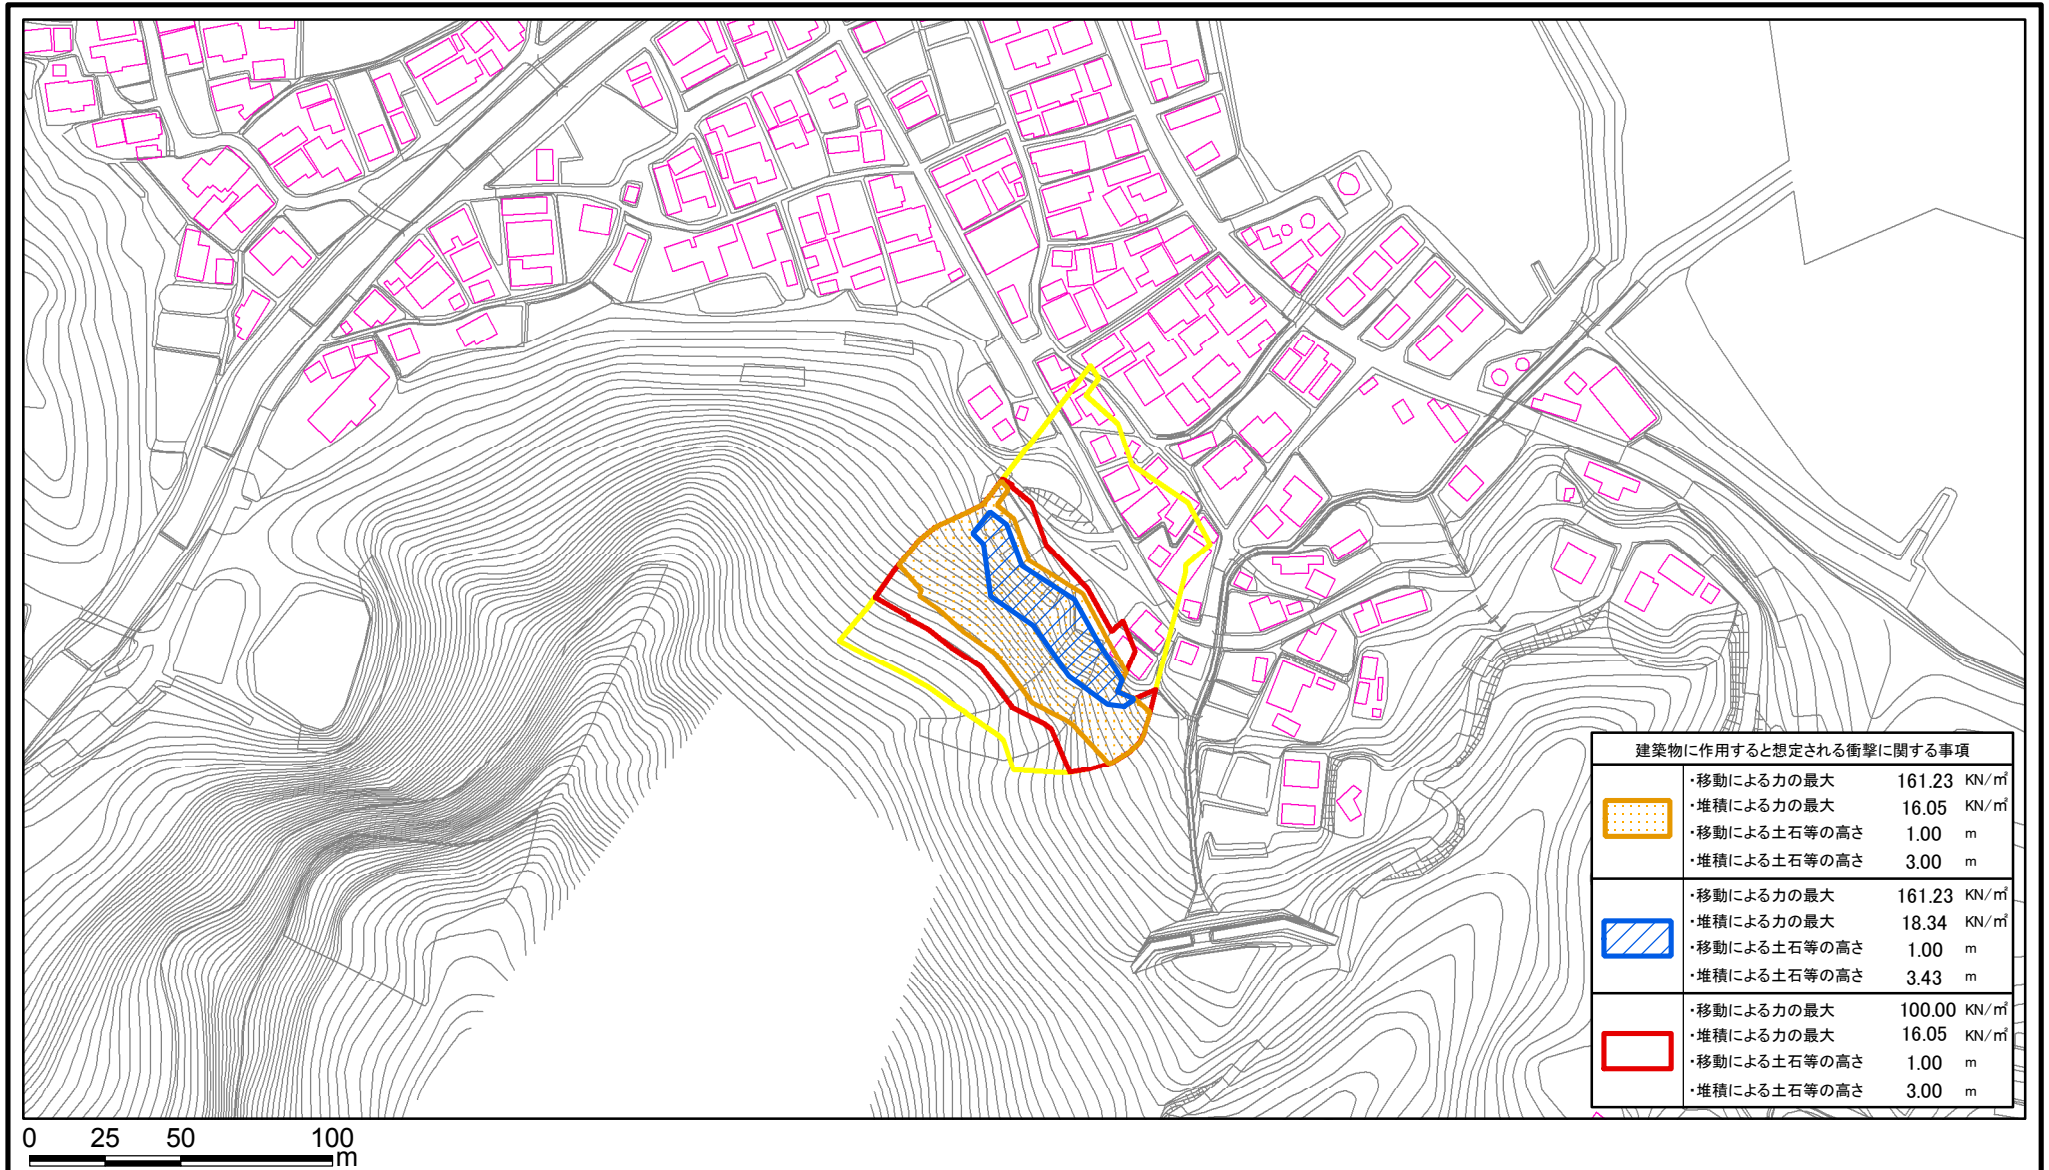 建築物に作用すると想定される衝撃に関する事項
・移動による力の最大 161.23 KN/㎡
・堆積による力の最大 16.05 KN/㎡
・移動による土石等の高さ 1.00 m
・堆積による土石等の高さ 3.00 m
・移動による力の最大 161.23 KN/㎡
・堆積による力の最大 18.34 KN/㎡
・移動による土石等の高さ 1.00 m
・堆積による土石等の高さ 3.43 m
・移動による力の最大 100.00 KN/㎡
・堆積による力の最大 16.05 KN/㎡
・移動による土石等の高さ 1.00 m
・堆積による土石等の高さ 3.00 m
0 25 50 100
m